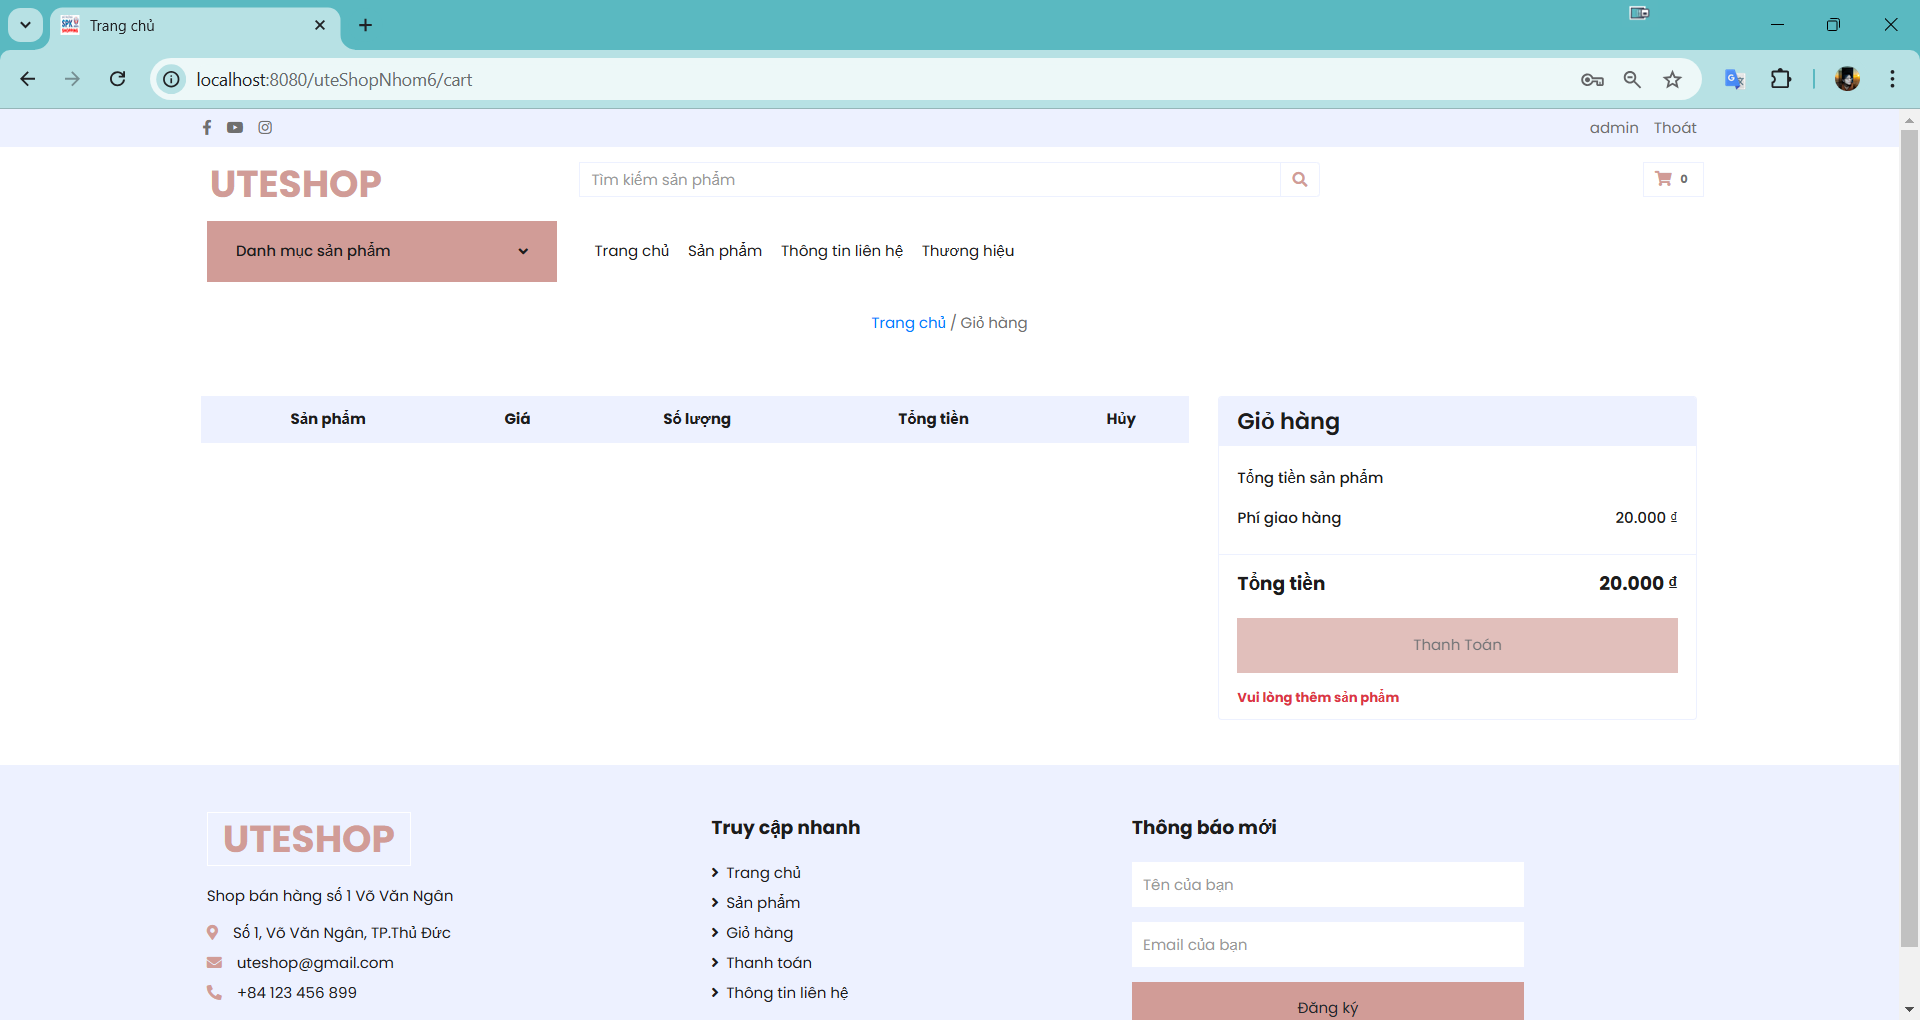 Trang chủ
localhost:8080/uteShopNhom6/cart
admin Thoát
UTESHOP
Tìm kiếm sản phẩm
0
Danh mục sản phẩm
Trang chủ Sản phẩm Thông tin liên hệ Thương hiệu
Trang chủ / Giỏ hàng
Sản phẩm Giá Số lượng Tổng tiền Hủy
Giỏ hàng
Tổng tiền sản phẩm
Phí giao hàng 20.000 ₫
Tổng tiền 20.000 ₫
Thanh Toán
Vui lòng thêm sản phẩm
UTESHOP
Shop bán hàng số 1 Võ Văn Ngân
Số 1, Võ Văn Ngân, TP.Thủ Đức
uteshop@gmail.com
+84 123 456 899
Truy cập nhanh
Trang chủ
Sản phẩm
Giỏ hàng
Thanh toán
Thông tin liên hệ
Thông báo mới
Tên của bạn
Email của bạn
Đăng ký